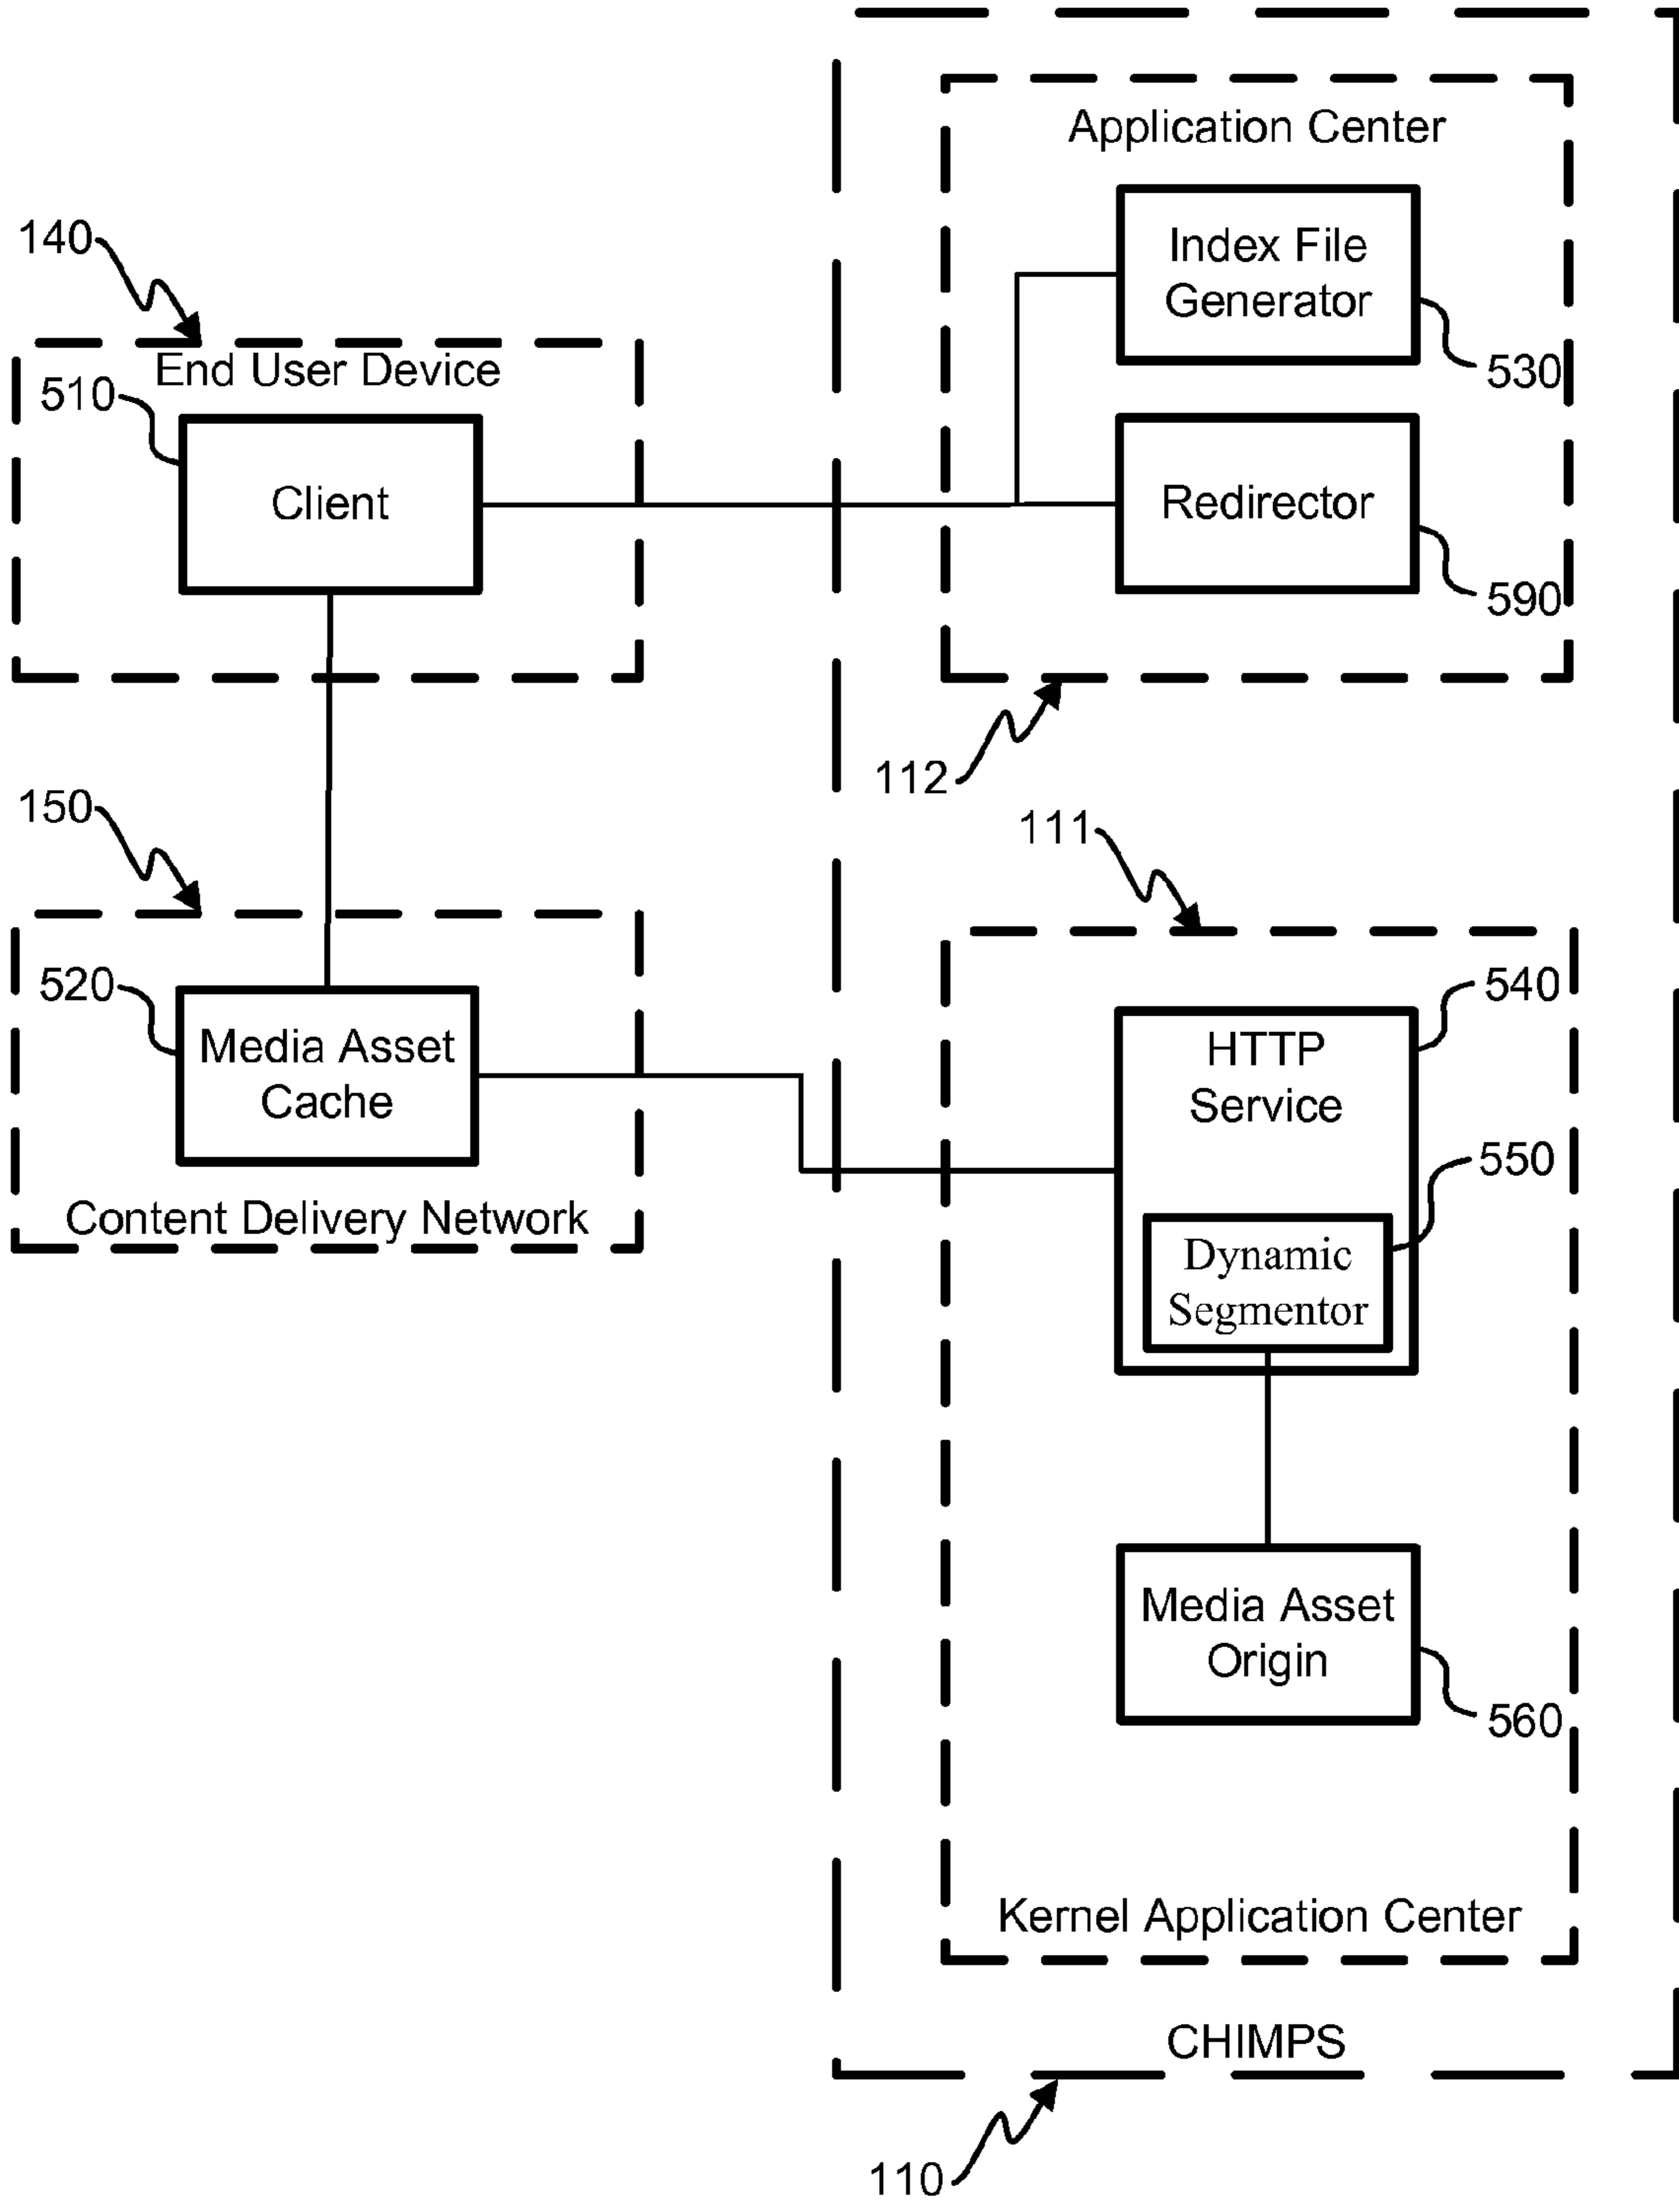 Application Center
140
Index File
Generator
End User Device
530
510
Client
Redirector
590
112
150
111
520
540
Media Asset
Cache
HTTP
Service
550
Content Delivery Network
Dynamic
Segmentor
Media Asset
Origin
560
Kernel Application Center
CHIMPS
110